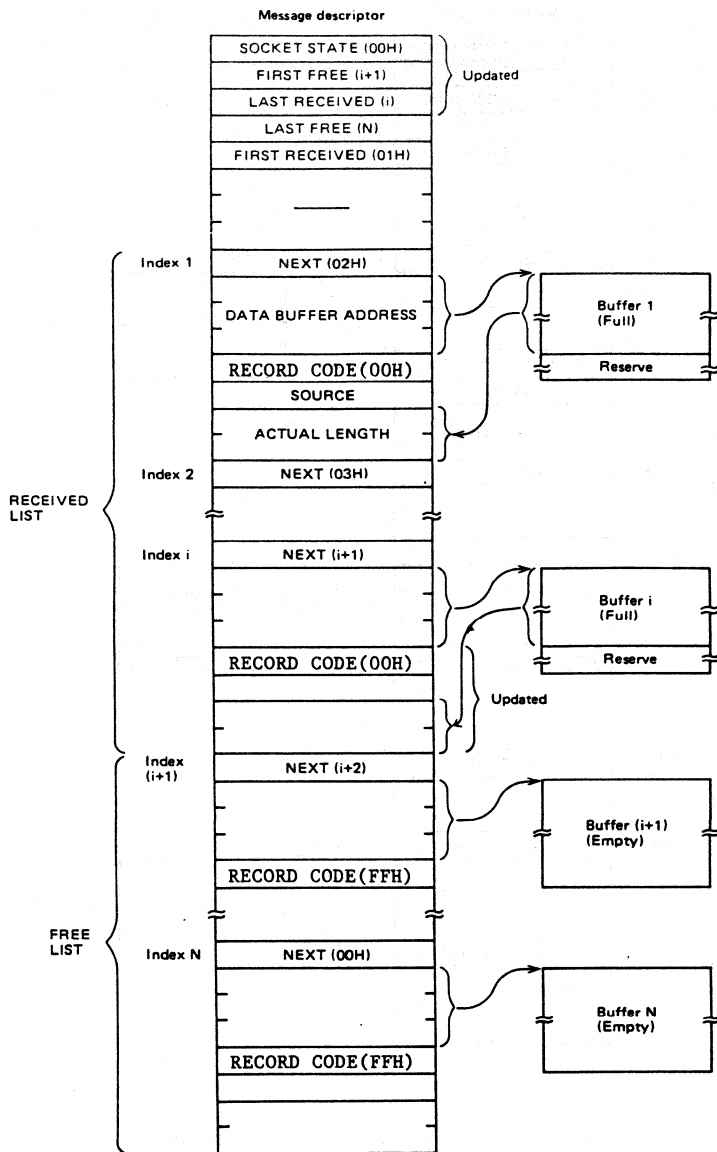 Message descriptor
SOCKET STATE (00H)
FIRST FREE (i+1)
LAST RECEIVED (i)
Updated
LAST FREE (N)
FIRST RECEIVED (01H)
Index 1
NEXT (02H)
DATA BUFFER ADDRESS
Buffer 1
(Full)
RECORD CODE(00H)
Reserve
SOURCE
ACTUAL LENGTH
Index 2
NEXT (03H)
RECEIVED
LIST
Index i
NEXT (i+1)
Buffer i
(Full)
RECORD CODE(00H)
Reserve
Updated
Index
(i+1)
NEXT (i+2)
Buffer (i+1)
(Empty)
RECORD CODE(FFH)
FREE
LIST
Index N
NEXT (00H)
Buffer N
(Empty)
RECORD CODE(FFH)